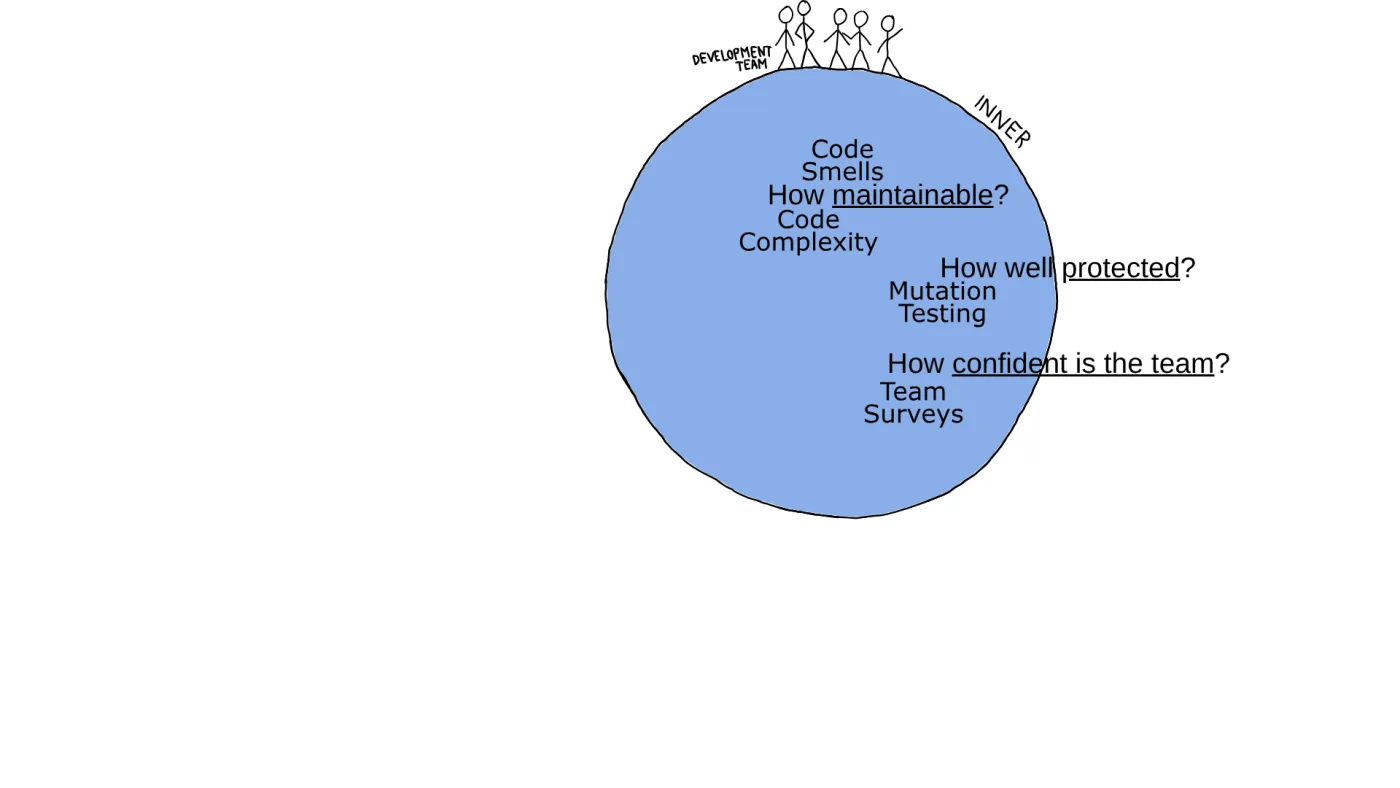 DEVELOPMENT
TEAM
INNER
Code
Smells
How maintainable?
Code
Complexity
How well protected?
Mutation
Testing
How confident is the team?
Team
Surveys